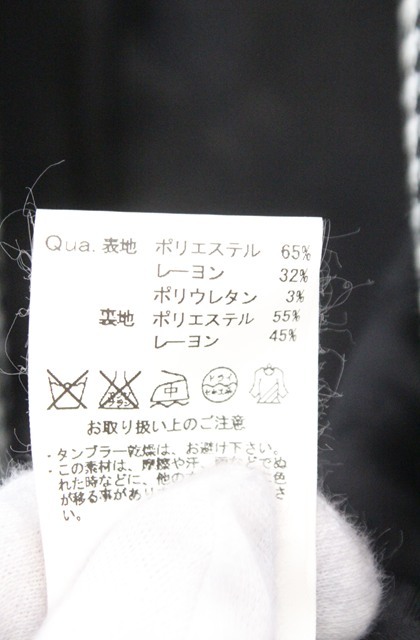 Qua. 表地 ポリエステル 65%
レーヨン 32%
ポリウレタン 3%
裏地 ポリエステル 55%
レーヨン 45%
お取り扱い上のご注意
・タンブラー乾燥は、お避け下さい。
・この素材は、摩擦や汗、でぬ
れた時などに、他の色
が移る事がありさ
い。